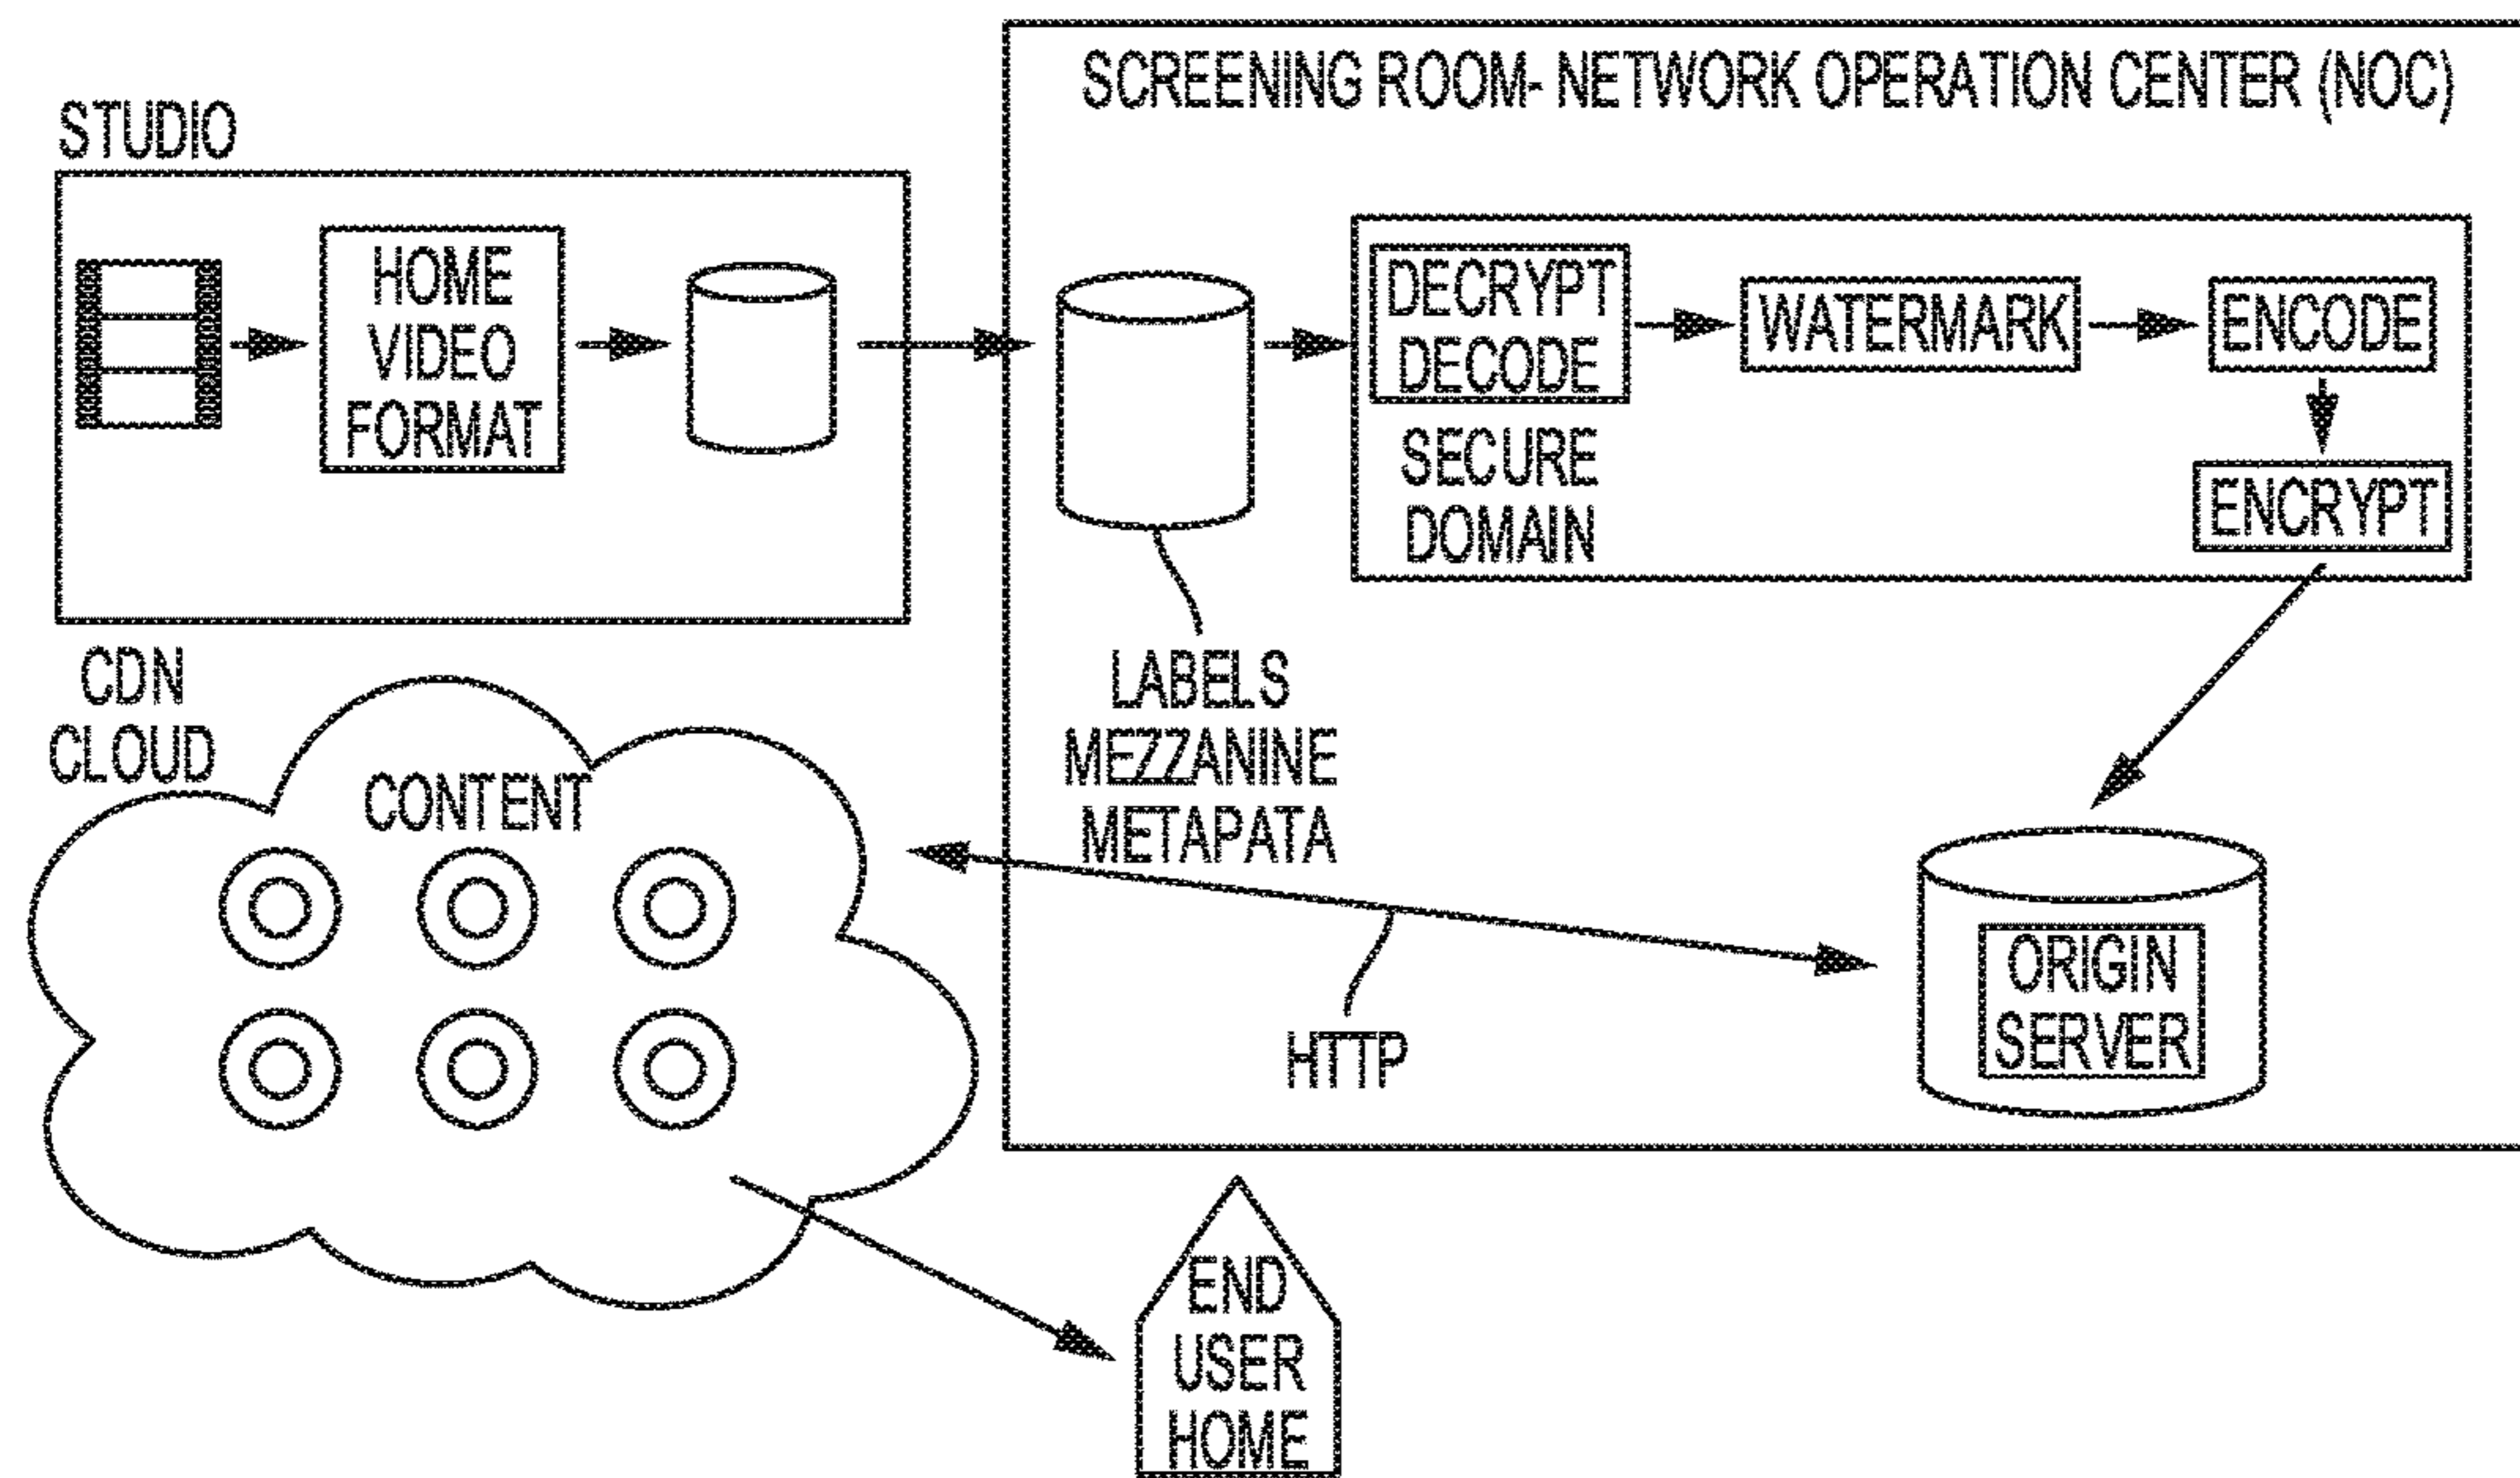 SCREENING ROOM- NETWORK OPERATION CENTER (NOC)
STUDIO
HOME
VIDEO
FORMAT
DECRYPT
DECODE
WATERMARK
ENCODE
SECURE
DOMAIN
ENCRYPT
LABELS
MEZZANINE
METAPATA
CDN
CLOUD
CONTENT
HTTP
ORIGIN
SERVER
END
USER
HOME